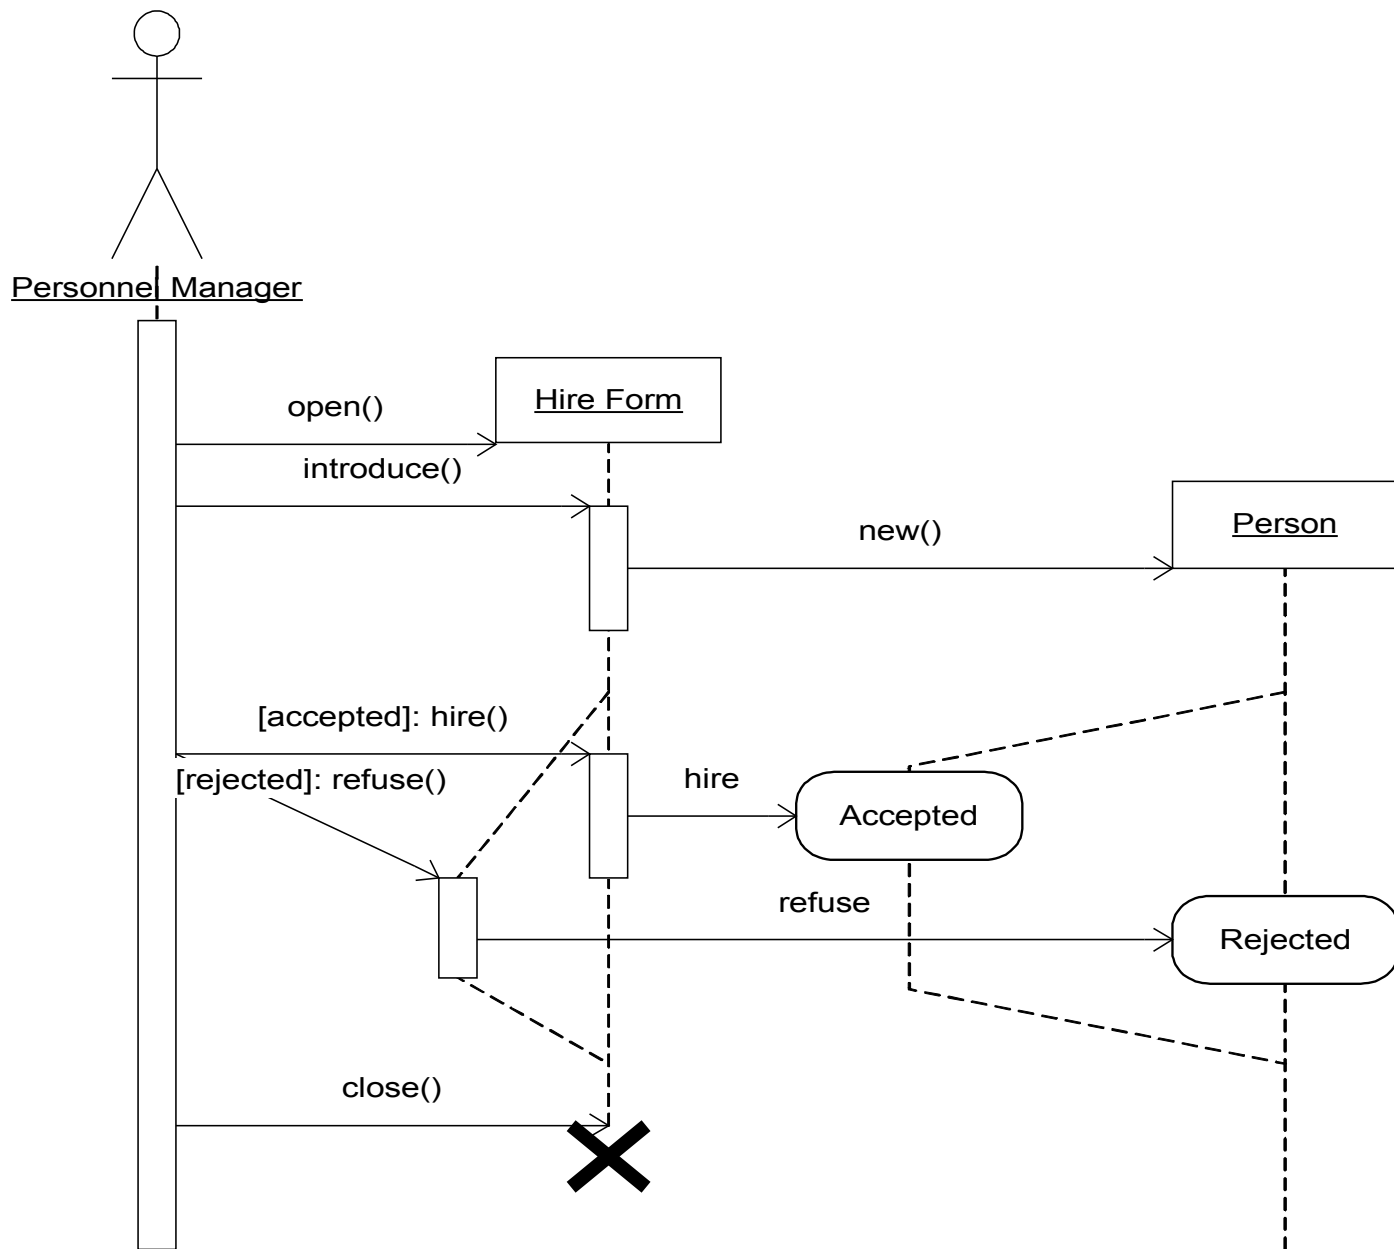 Personnel Manager
Hire Form
open()
introduce()
Person
new()
[accepted]: hire()
[rejected]: refuse()
hire
Accepted
refuse
Rejected
close()